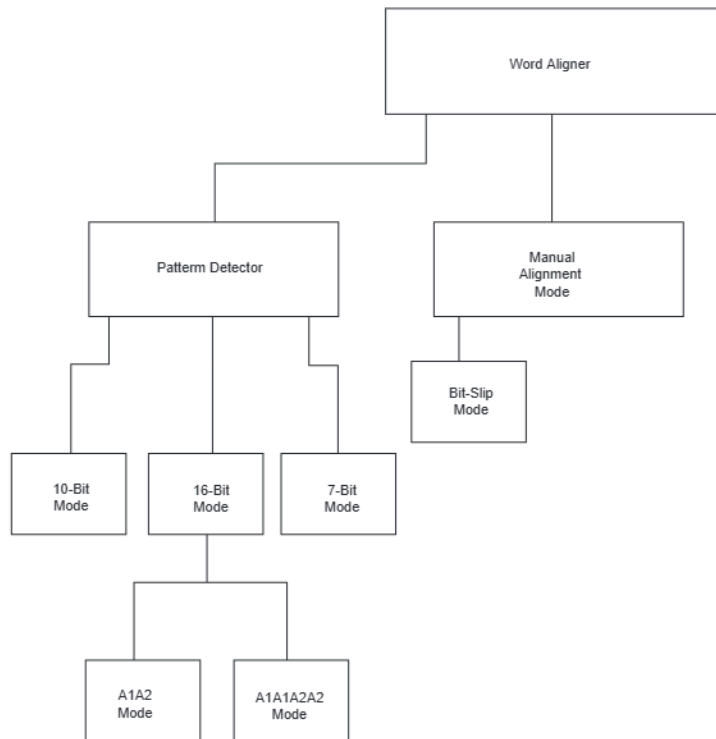 Word Aligner
Patterm Detector
Manual
Alignment
Mode
Bit-Slip
Mode
10-Bit
Mode
16-Bit
Mode
7-Bit
Mode
A1A2
Mode
A1A1A2A2
Mode